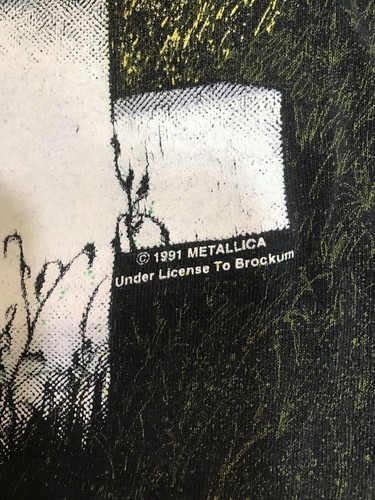 © 1991 METALLICA
Under License To Brockum